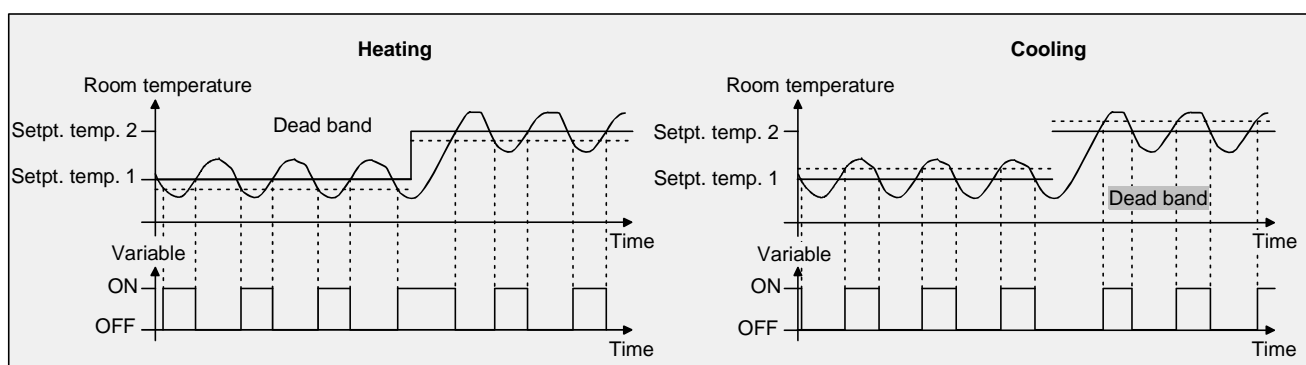 Heating
Room temperature
Setpt. temp. 2
Dead band
Setpt. temp. 1
Time
Variable
ON
OFF
Time
Cooling
Room temperature
Setpt. temp. 2
Setpt. temp. 1
Dead band
Time
Variable
ON
OFF
Time